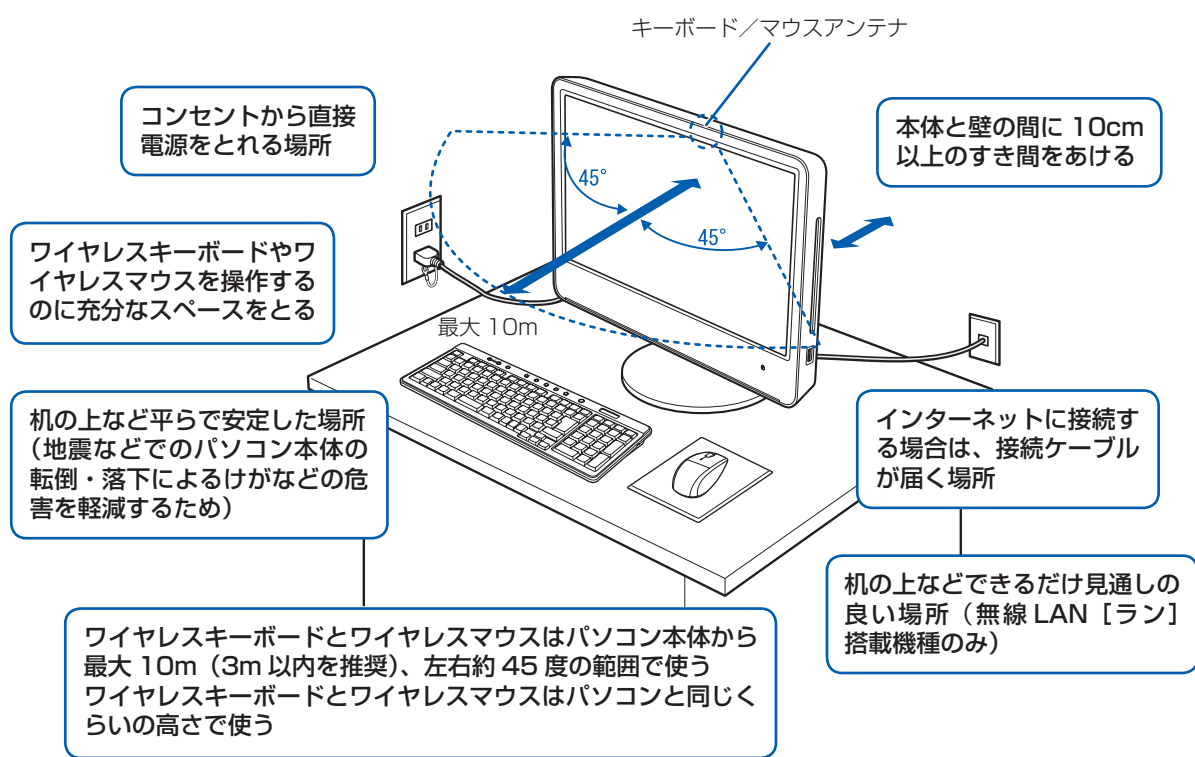 キーボード／マウスアンテナ
コンセントから直接
電源をとれる場所
本体と壁の間に 10cm
以上のすき間をあける
45°
45°
ワイヤレスキーボードやワ
イヤレスマウスを操作する
のに充分なスペースをとる
最大 10m
机の上など平らで安定した場所
（地震などでのパソコン本体の
転倒・落下によるけがなどの危
害を軽減するため）
インターネットに接続す
る場合は、接続ケーブル
が届く場所
机の上などできるだけ見通しの
良い場所（無線 LAN［ラン］
搭載機種のみ）
ワイヤレスキーボードとワイヤレスマウスはパソコン本体から
最大 10m（3m 以内を推奨）、左右約 45 度の範囲で使う
ワイヤレスキーボードとワイヤレスマウスはパソコンと同じく
らいの高さで使う